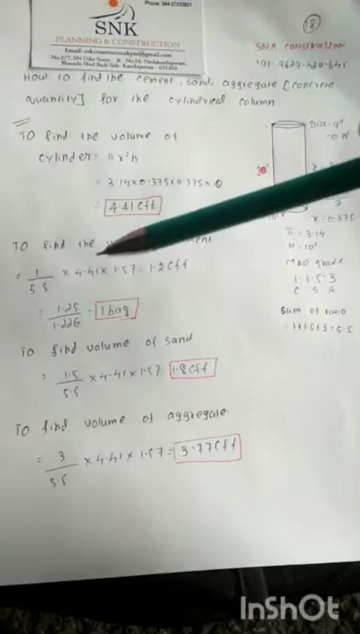 SNK
PLANNING & CONSTRUCTION
18
SNK CONSTRUCTION
How to find the cement, sand, aggregate [concrete
quantity] for the cylindrical column
To find the volume of
cylinder = πr²h
= 3.14×0.375×0.375×0
= 4.41 Cft
10'
r = 0.375
π = 3.14
H = 10'
M20 grade
1:1.5:3
C S A
Sum of ratio
= 1+1.5+3 = 5.5
To find the
= 1/5.5 × 4.41 × 1.57 = 1.2 Cft
= 1.25/1.226 = 1 bag
To find volume of sand
= 1.5/5.5 × 4.41 × 1.57 = 1.8 Cft
To find volume of aggregate
= 3/5.5 × 4.41 × 1.57 = 3.77 Cft
InShOt